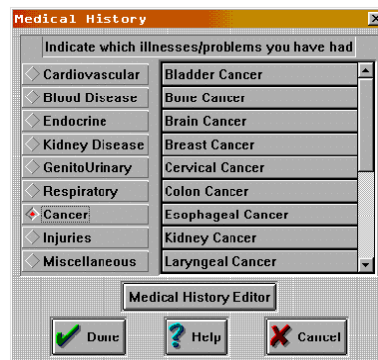 Medical History
Indicate which illnesses/problems you have had
Cardiovascular
Bladder Cancer
Blood Disease
Bone Cancer
Endocrine
Brain Cancer
Kidney Disease
Breast Cancer
GenitoUrinary
Cervical Cancer
Respiratory
Colon Cancer
Cancer
Esophageal Cancer
Injuries
Kidney Cancer
Miscellaneous
Laryngeal Cancer
Medical History Editor
Done
Help
Cancel